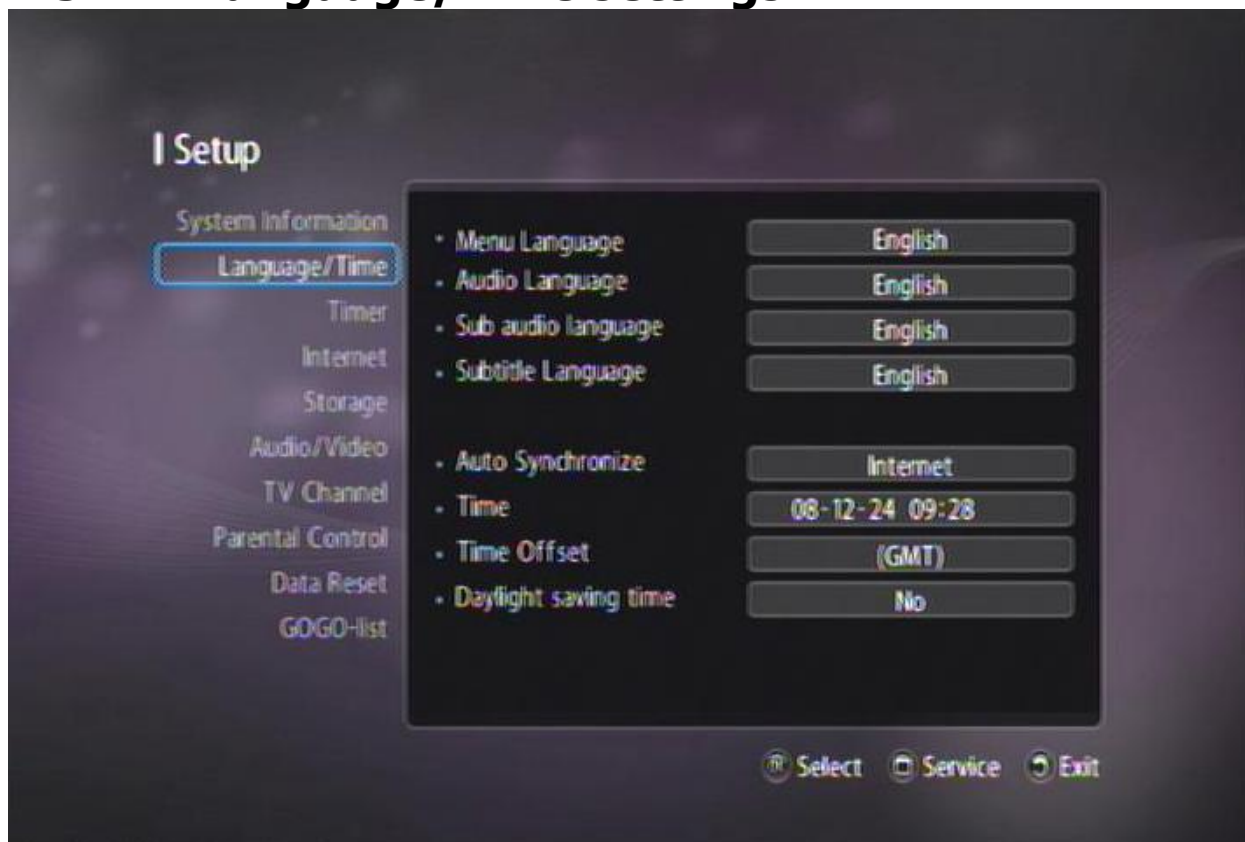 Setup
System Information
Language/Time
Timer
Internet
Storage
Audio/Video
TV Channel
Parental Control
Data Reset
GOGO-list
Menu Language English
Audio Language English
Sub audio language English
Subtitle Language English
Auto Synchronize Internet
Time 08-12-24 09:28
Time Offset (GMT)
Daylight saving time No
Select Service Exit